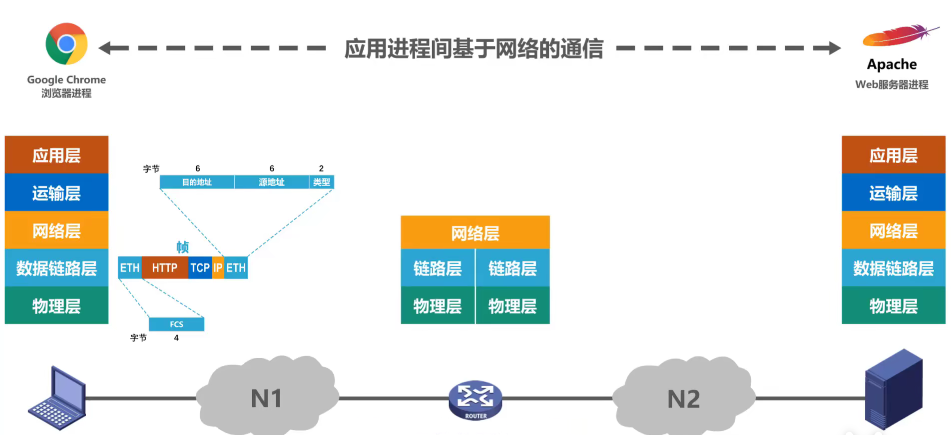 应用进程间基于网络的通信
Google Chrome
浏览器进程
Apache
Web服务器进程
应用层
运输层
网络层
数据链路层
物理层
字节 6 6 2
目的地址 源地址 类型
帧
ETH HTTP TCP IP ETH
FCS
字节 4
网络层
链路层 链路层
物理层 物理层
应用层
运输层
网络层
数据链路层
物理层
N1
ROUTER
N2